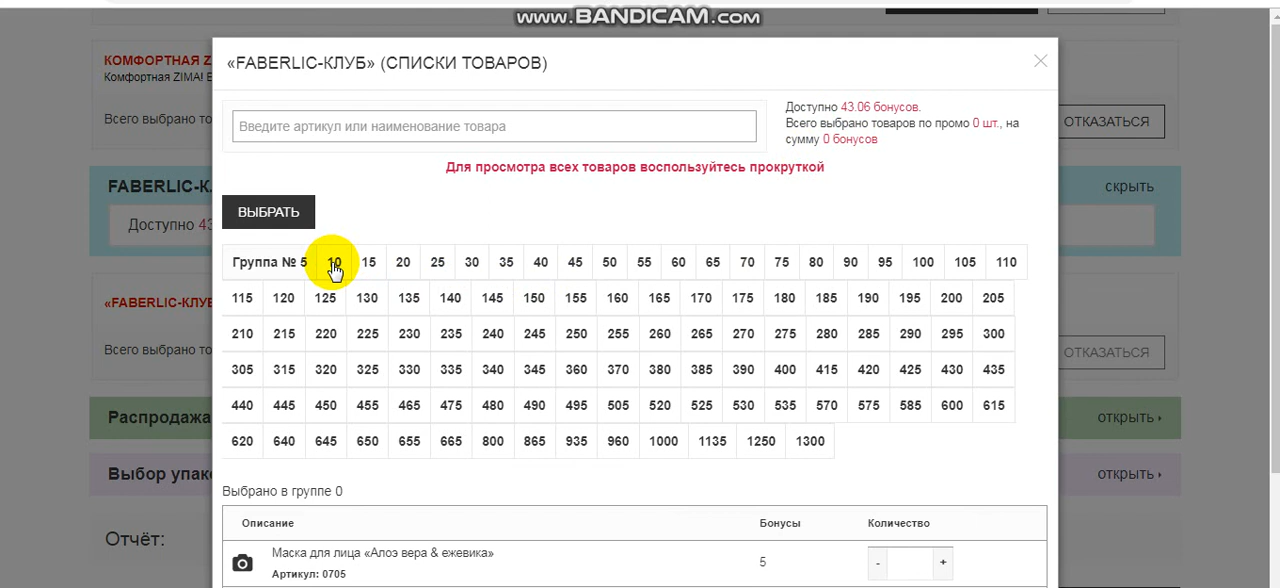 www.BANDICAM.com
«FABERLIC-КЛУБ» (СПИСКИ ТОВАРОВ)
КОМФОРТНАЯ Z
Комфортная ZIMA! Е
Введите артикул или наименование товара
Доступно 43.06 бонусов.
Всего выбрано товаров по промо 0 шт., на
сумму 0 бонусов
Всего выбрано то
ОТКАЗАТЬСЯ
Для просмотра всех товаров воспользуйтесь прокруткой
FABERLIC-К
скрыть
ВЫБРАТЬ
Доступно 43
Группа № 5 10 15 20 25 30 35 40 45 50 55 60 65 70 75 80 90 95 100 105 110
115 120 125 130 135 140 145 150 155 160 165 170 175 180 185 190 195 200 205
«FABERLIC-КЛУБ
210 215 220 225 230 235 240 245 250 255 260 265 270 275 280 285 290 295 300
Всего выбрано то
ОТКАЗАТЬСЯ
305 315 320 325 330 335 340 345 360 370 380 385 390 400 415 420 425 430 435
440 445 450 455 465 475 480 490 495 505 520 525 530 535 570 575 585 600 615
Распродажа
открыть
620 640 645 650 655 665 800 865 935 960 1000 1135 1250 1300
Выбор упак
открыть
Выбрано в группе 0
Описание Бонусы Количество
Отчёт:
Маска для лица «Алоэ вера & ежевика»
5 - +
Артикул: 0705